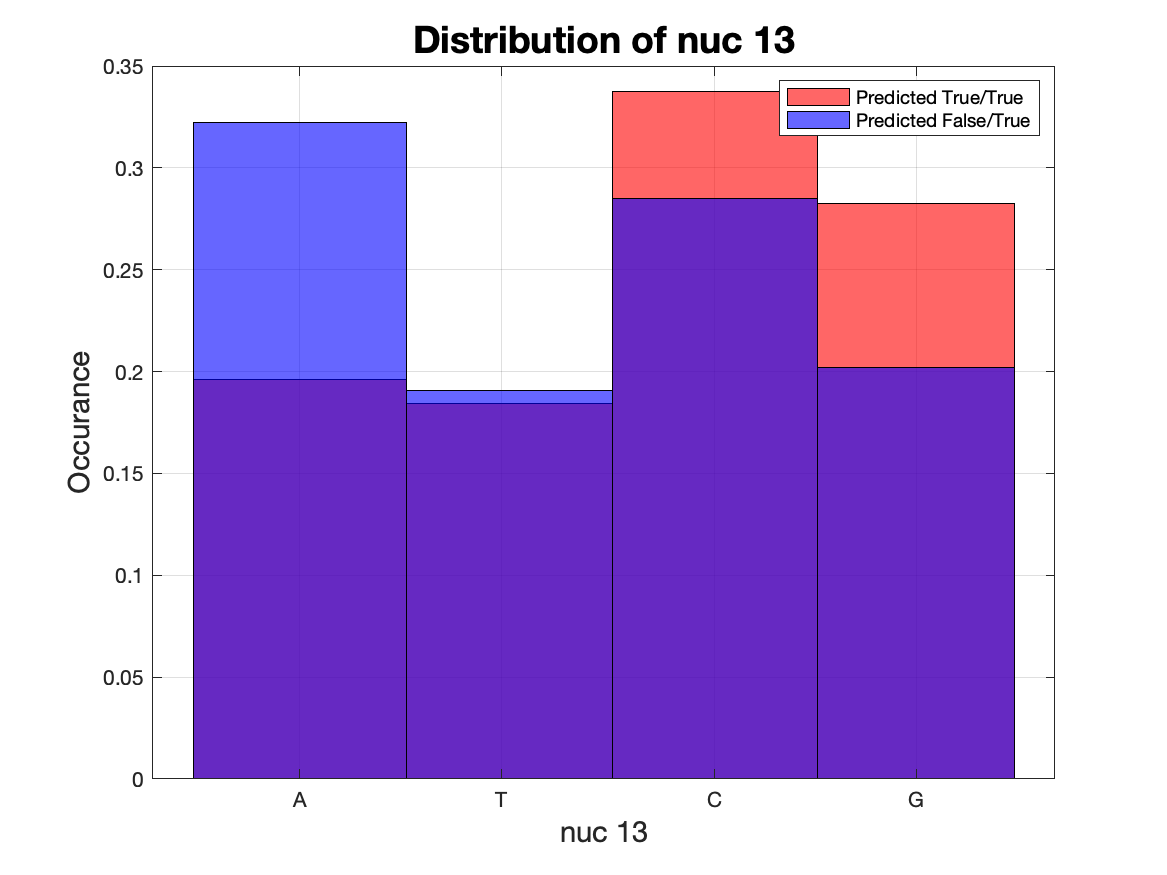 Distribution of nuc 13
Predicted True/True
Predicted False/True
Occurance
0.35
0.3
0.25
0.2
0.15
0.1
0.05
0
A T C G
nuc 13